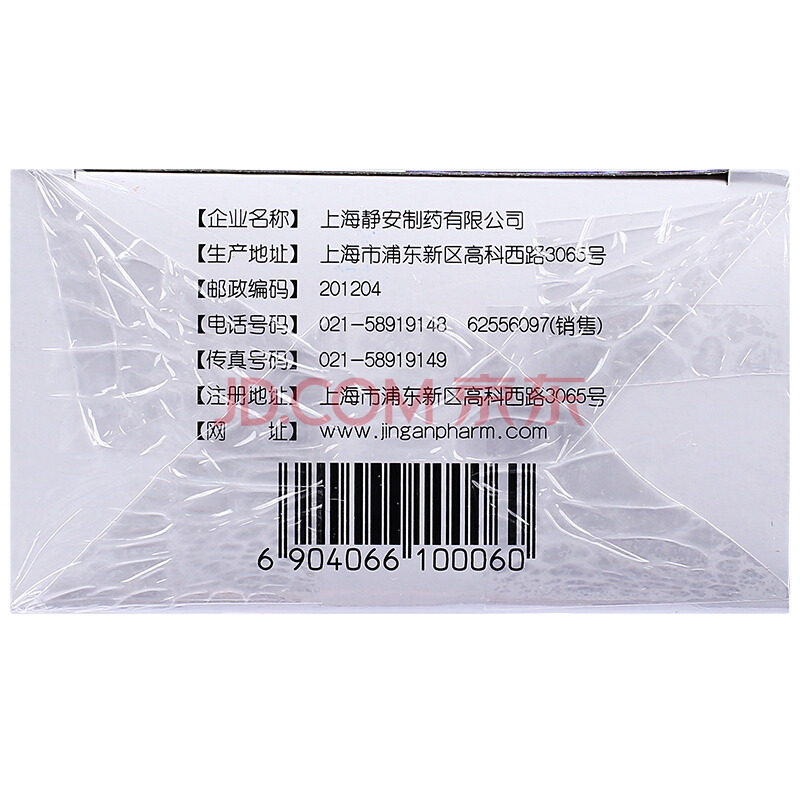 【企业名称】 上海静安制药有限公司
【生产地址】 上海市浦东新区高科西路3065号
【邮政编码】 201204
【电话号码】 021-58919148 62556097(销售)
【传真号码】 021-58919149
【注册地址】 上海市浦东新区高科西路3065号
JD.COM 京东
【网 址】 www.jinganpharm.com
6 904066 100060